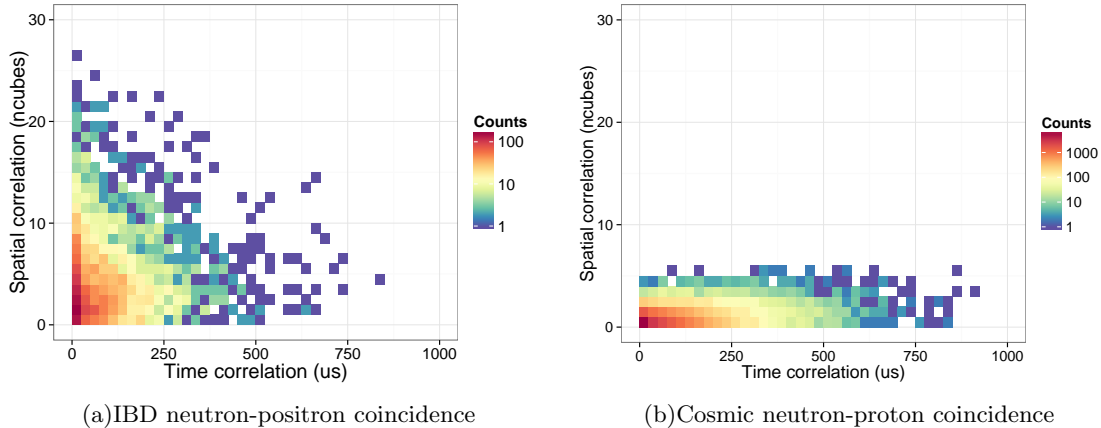 30
20
10
0
Spatial correlation (ncubes)
0 250 500 750 1000
Time correlation (us)
Counts
100
10
1
(a)IBD neutron-positron coincidence
30
20
10
0
Spatial correlation (ncubes)
0 250 500 750 1000
Time correlation (us)
Counts
1000
100
10
1
(b)Cosmic neutron-proton coincidence